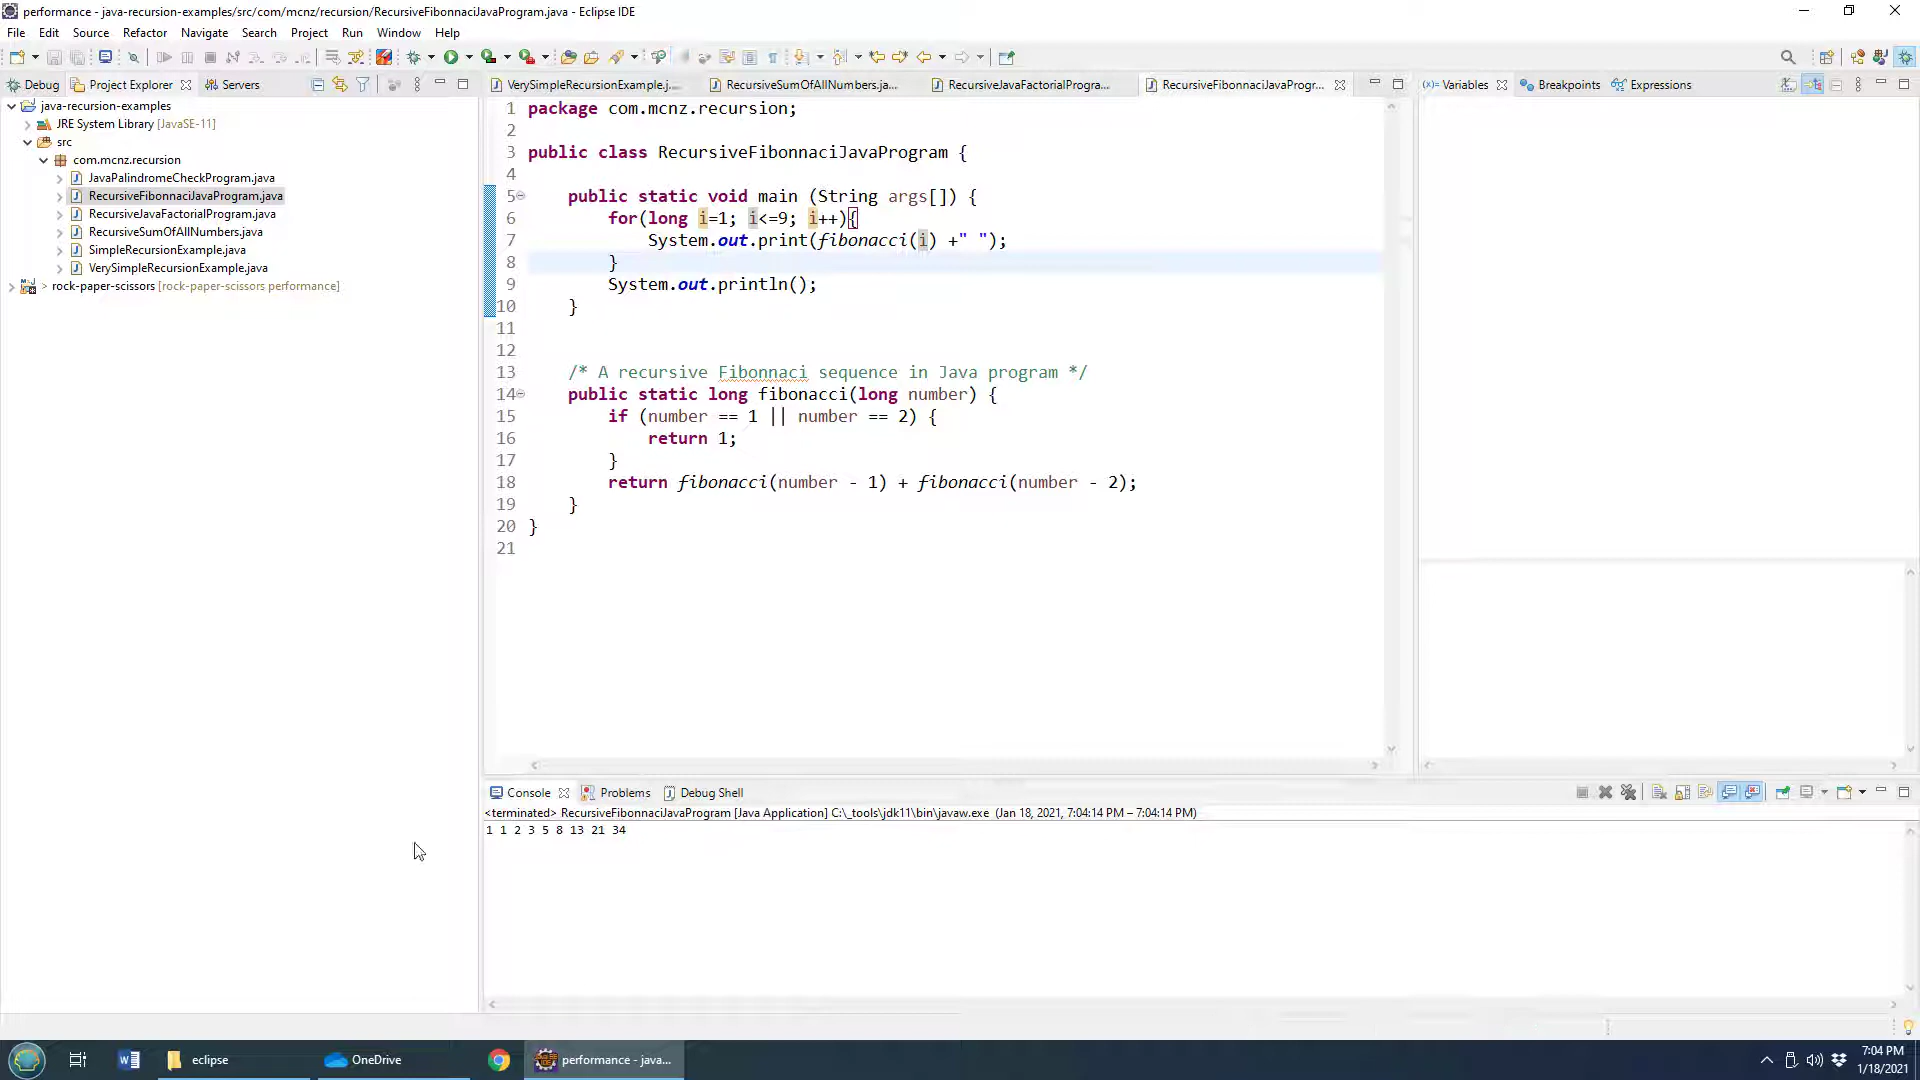 performance - java-recursion-examples/src/com/mcnz/recursion/RecursiveFibonnaciJavaProgram.java - Eclipse IDE
File Edit Source Refactor Navigate Search Project Run Window Help
Debug Project Explorer Servers
VerySimpleRecursionExample.j... RecursiveSumOfAllNumbers.ja... RecursiveJavaFactorialProgra... RecursiveFibonnaciJavaProgr...
(x)= Variables Breakpoints Expressions
java-recursion-examples
JRE System Library [JavaSE-11]
src
com.mcnz.recursion
JavaPalindromeCheckProgram.java
RecursiveFibonnaciJavaProgram.java
RecursiveJavaFactorialProgram.java
RecursiveSumOfAllNumbers.java
SimpleRecursionExample.java
VerySimpleRecursionExample.java
> rock-paper-scissors [rock-paper-scissors performance]
1 package com.mcnz.recursion;
2
3 public class RecursiveFibonnaciJavaProgram {
4
5 public static void main (String args[]) {
6 for(long i=1; i<=9; i++){
7 System.out.print(fibonacci(i) +" ");
8 }
9 System.out.println();
10 }
11
12
13 /* A recursive Fibonnaci sequence in Java program */
14 public static long fibonacci(long number) {
15 if (number == 1 || number == 2) {
16 return 1;
17 }
18 return fibonacci(number - 1) + fibonacci(number - 2);
19 }
20 }
21
Console Problems Debug Shell
<terminated> RecursiveFibonnaciJavaProgram [Java Application] C:\_tools\jdk11\bin\javaw.exe (Jan 18, 2021, 7:04:14 PM – 7:04:14 PM)
1 1 2 3 5 8 13 21 34
eclipse OneDrive performance - java...
7:04 PM
1/18/2021